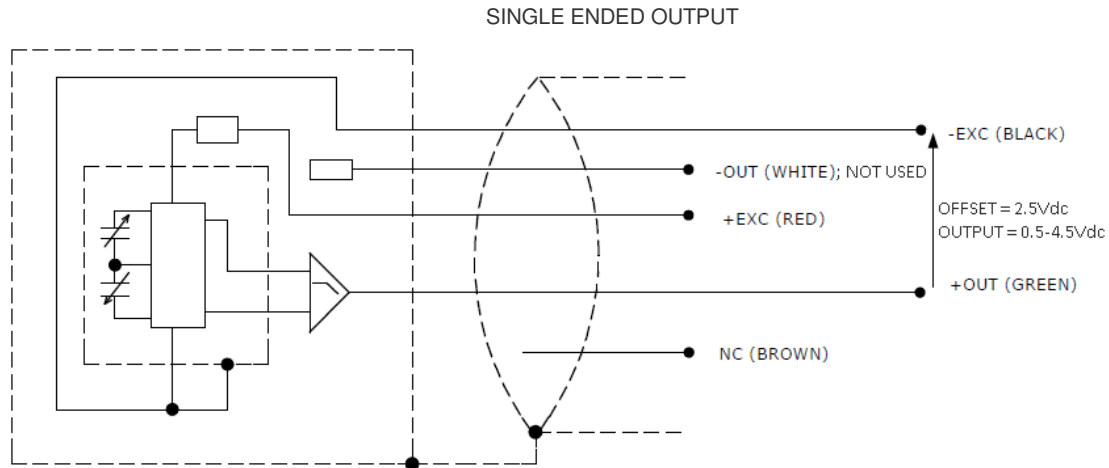 SINGLE ENDED OUTPUT
-EXC (BLACK)
-OUT (WHITE); NOT USED
+EXC (RED)
OFFSET = 2.5Vdc
OUTPUT = 0.5-4.5Vdc
+OUT (GREEN)
NC (BROWN)